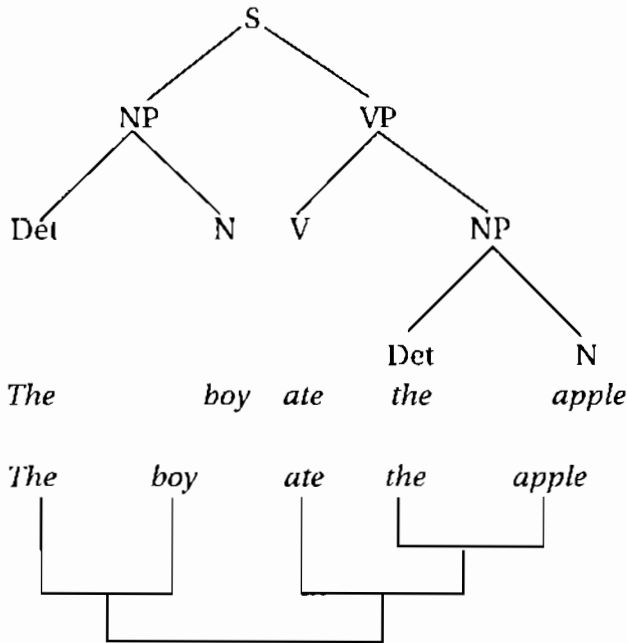 S
NP VP
Det N V NP
Det N
The boy ate the apple
The boy ate the apple